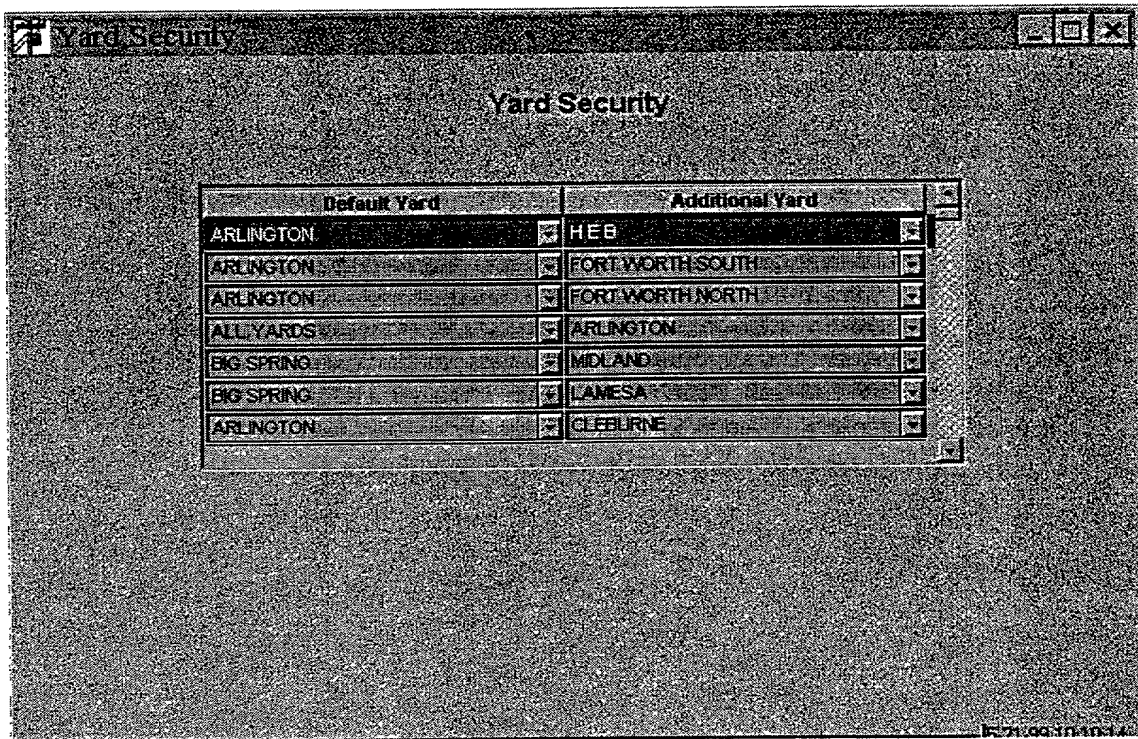 Yard Security
Yard Security
Default Yard Additional Yard
ARLINGTON H E B
ARLINGTON FORT WORTH SOUTH
ARLINGTON FORT WORTH NORTH
ALL YARDS ARLINGTON
BIG SPRING MIDLAND
BIG SPRING LAMESA
ARLINGTON CLEBURNE